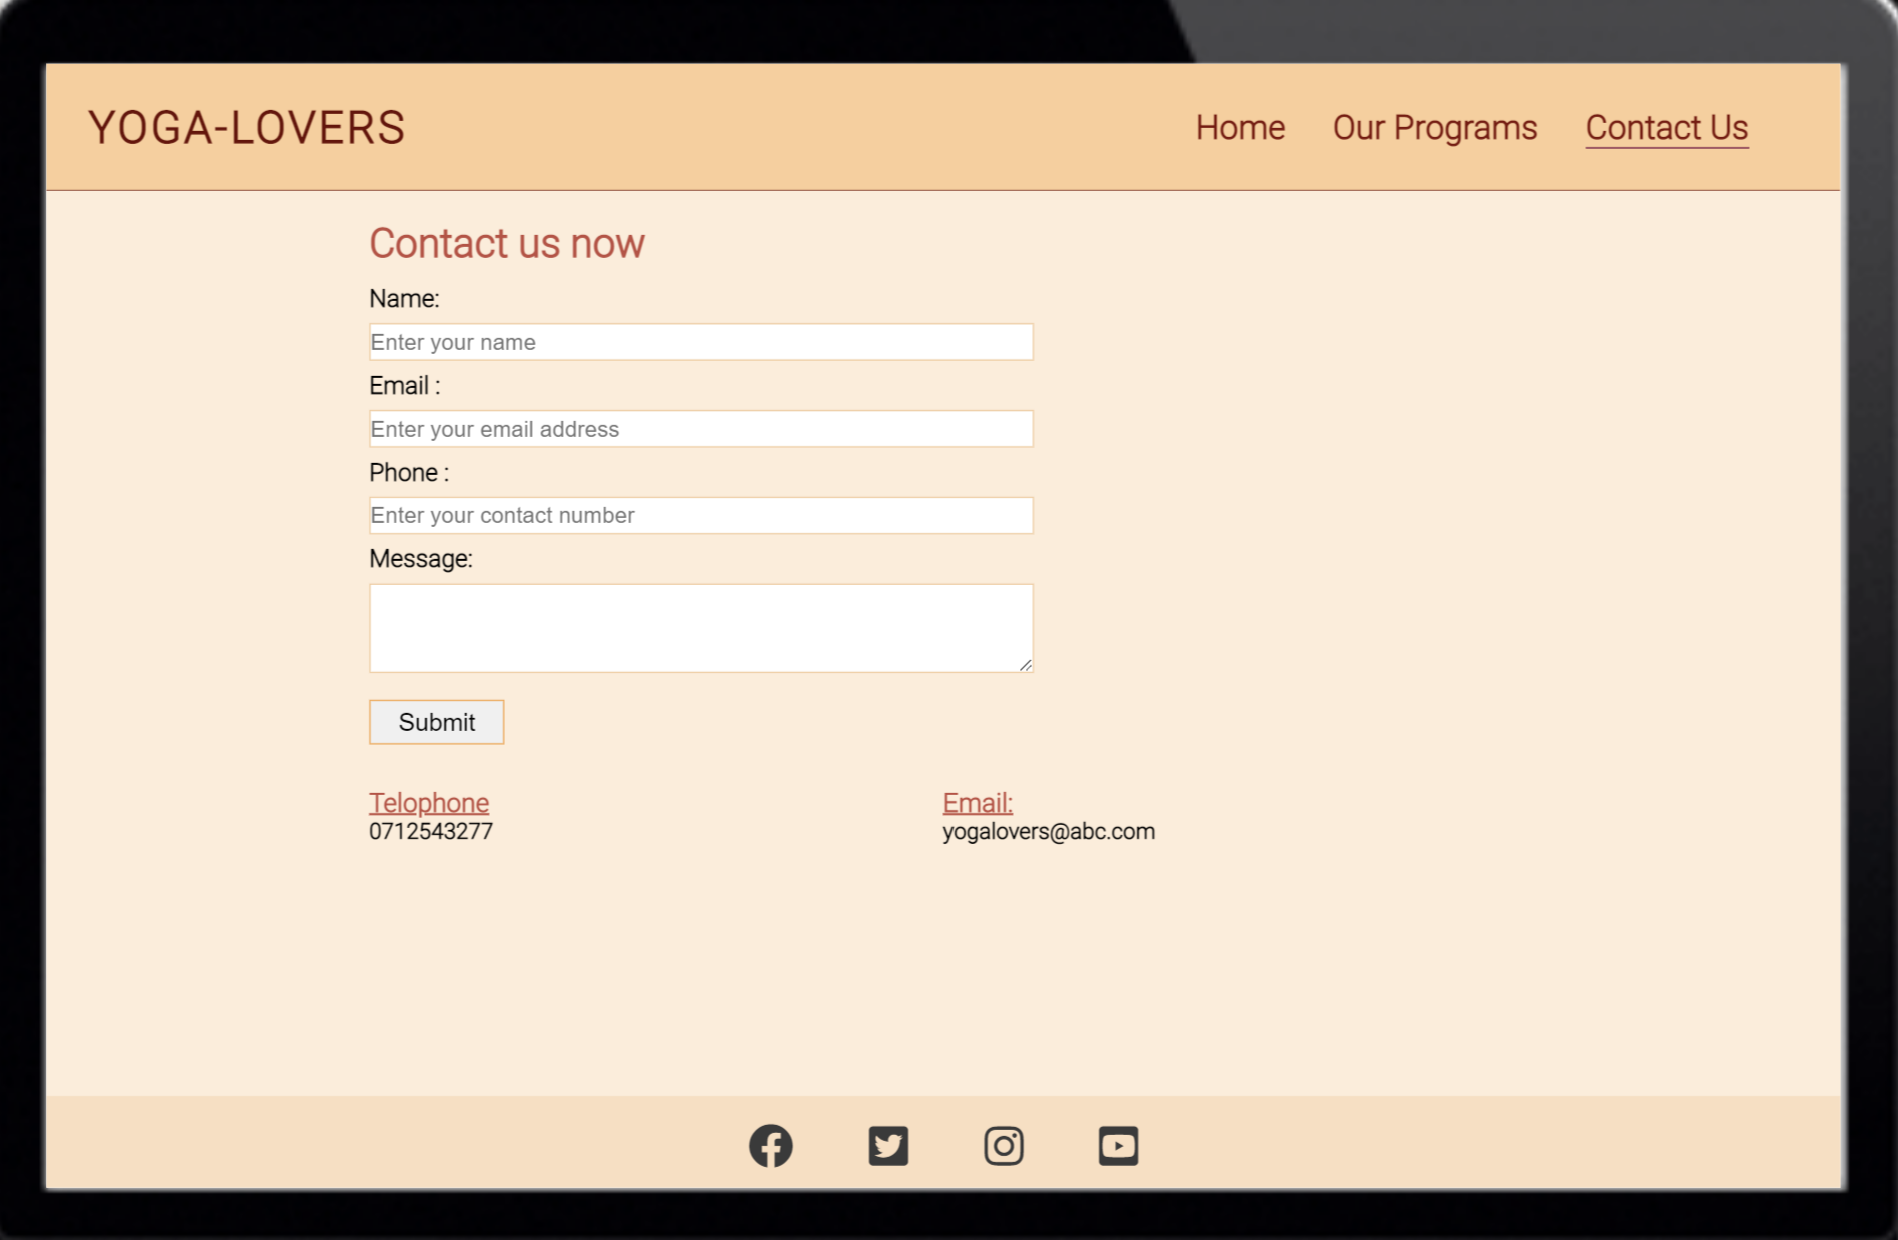 YOGA-LOVERS
Home Our Programs Contact Us
Contact us now
Name:
Enter your name
Email :
Enter your email address
Phone :
Enter your contact number
Message:
Submit
Telophone
0712543277
Email:
yogalovers@abc.com